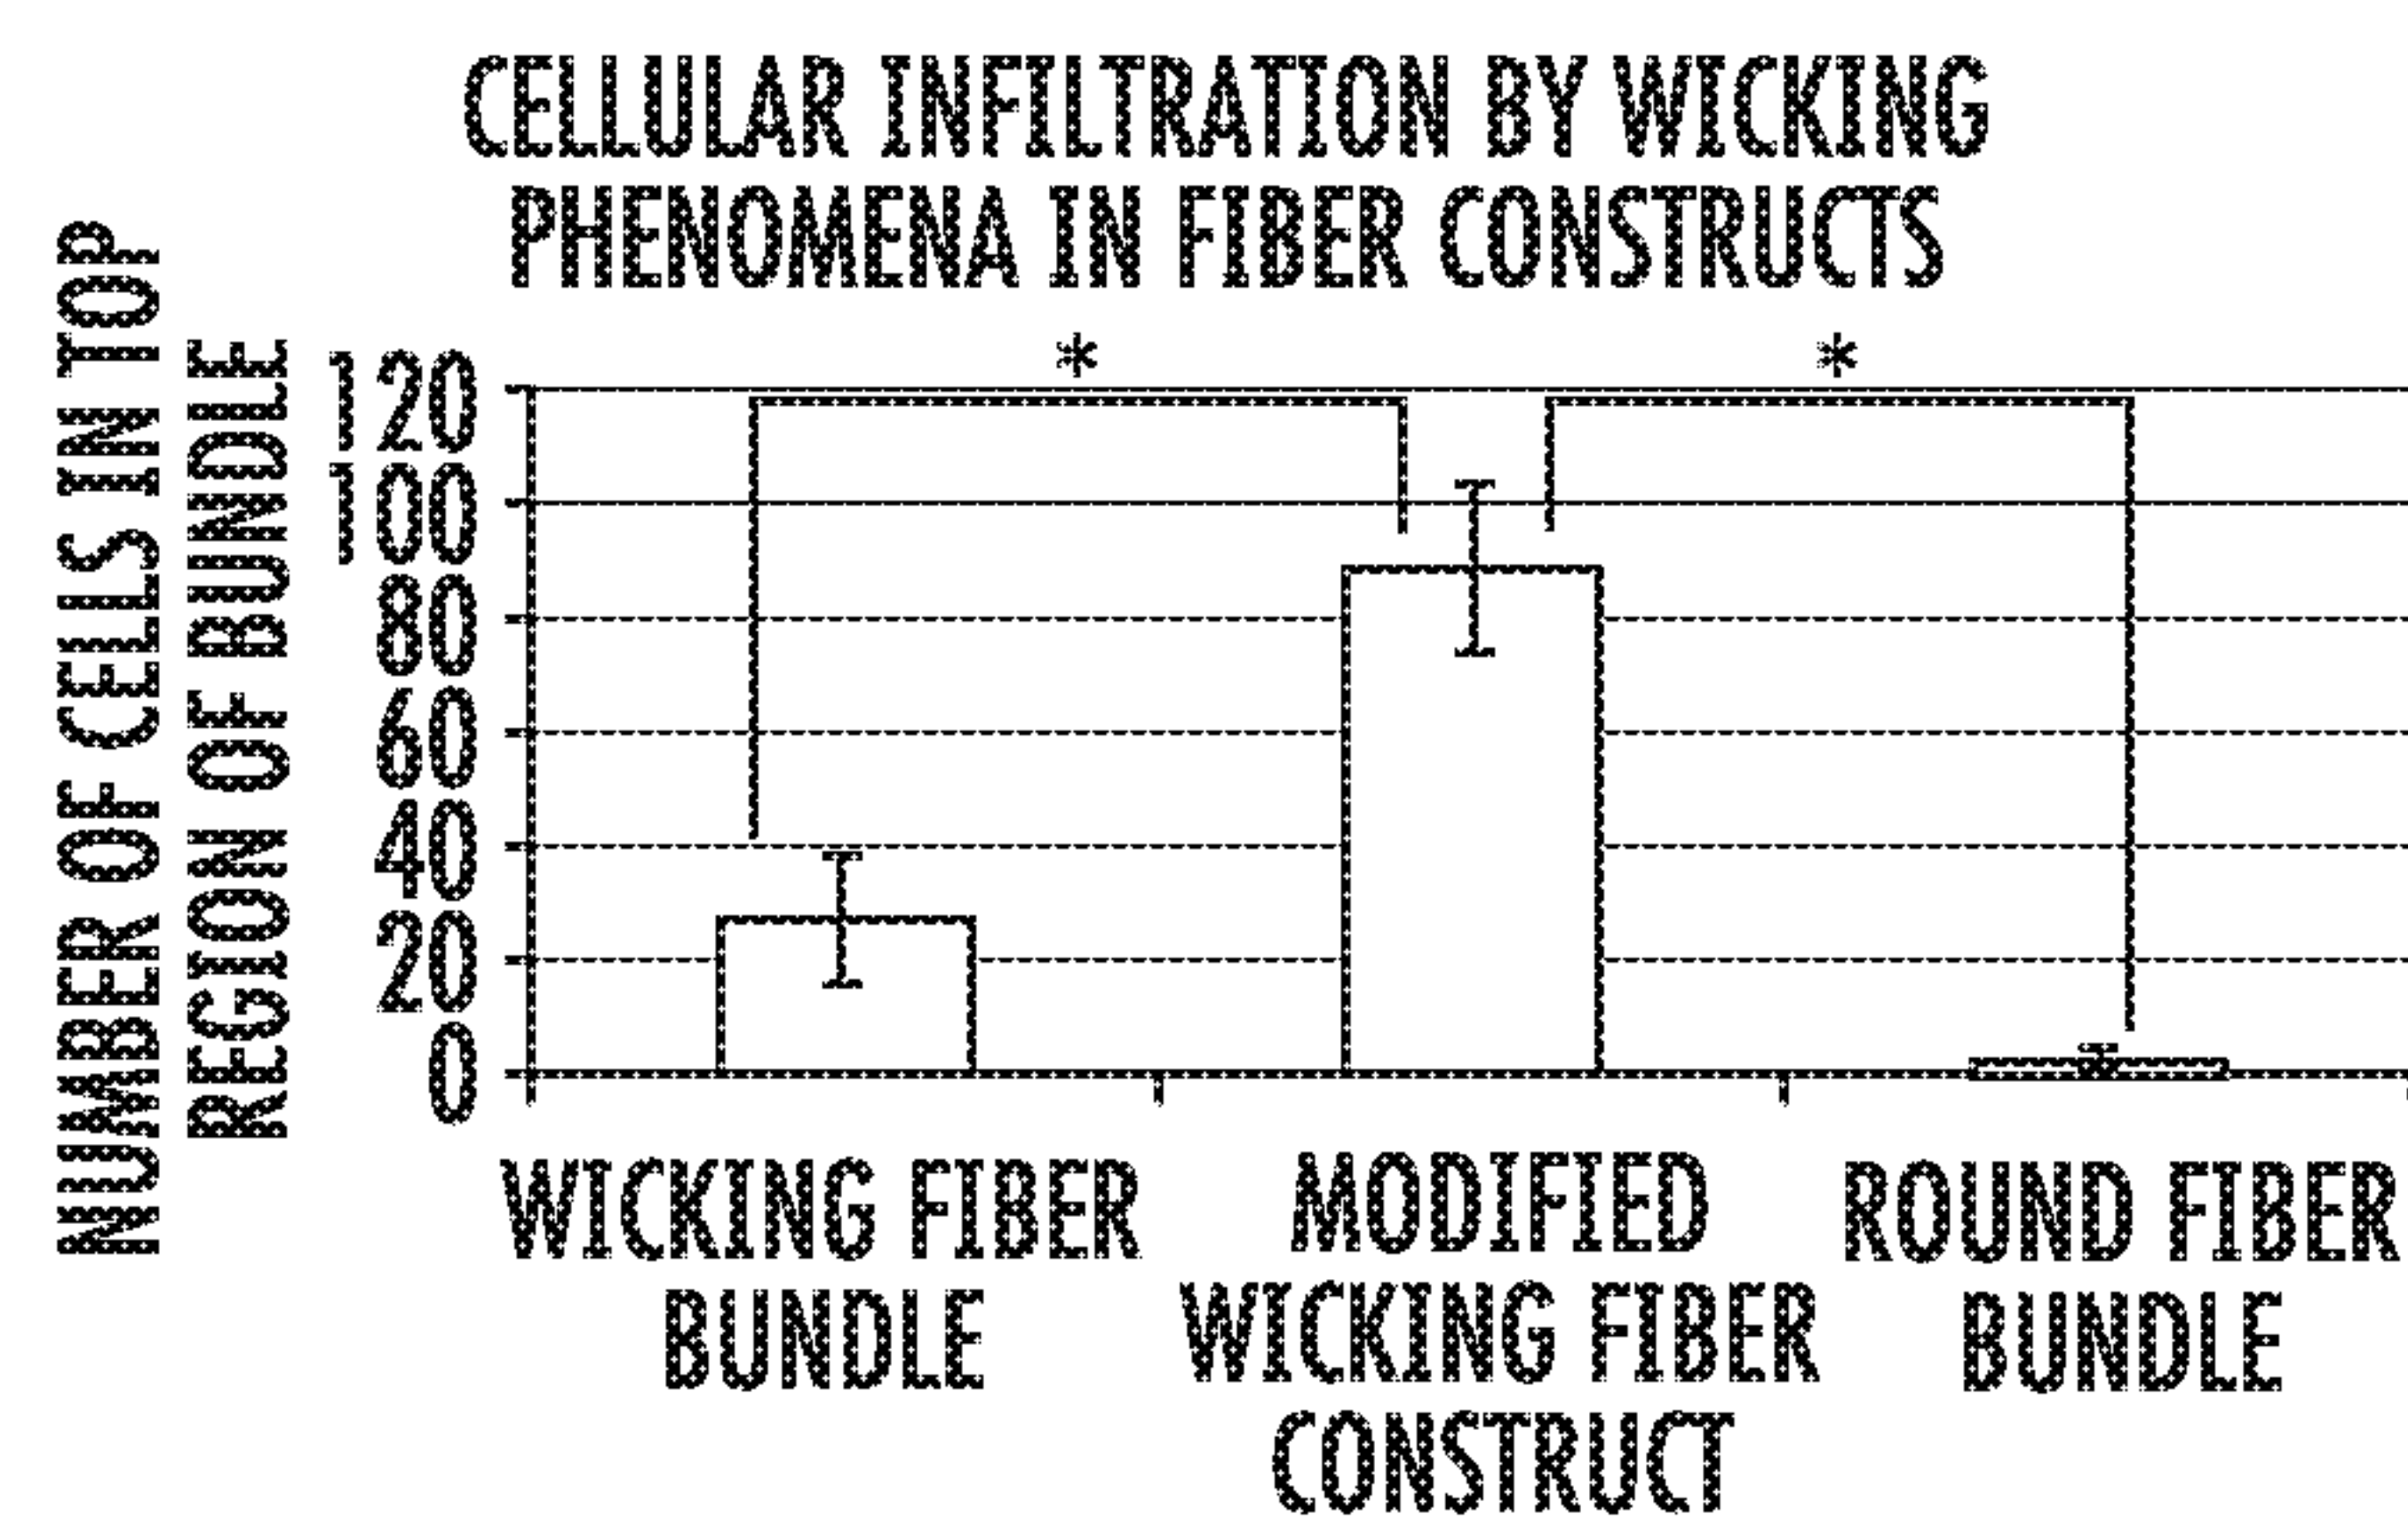 CELLULAR INFILTRATION BY WICKING
PHENOMENA IN FIBER CONSTRUCTS
NUMBER OF CELLS IN TOP
REGION OF BUNDLE
120
100
80
60
40
20
0
*
*
WICKING FIBER
BUNDLE
MODIFIED
WICKING FIBER
CONSTRUCT
ROUND FIBER
BUNDLE